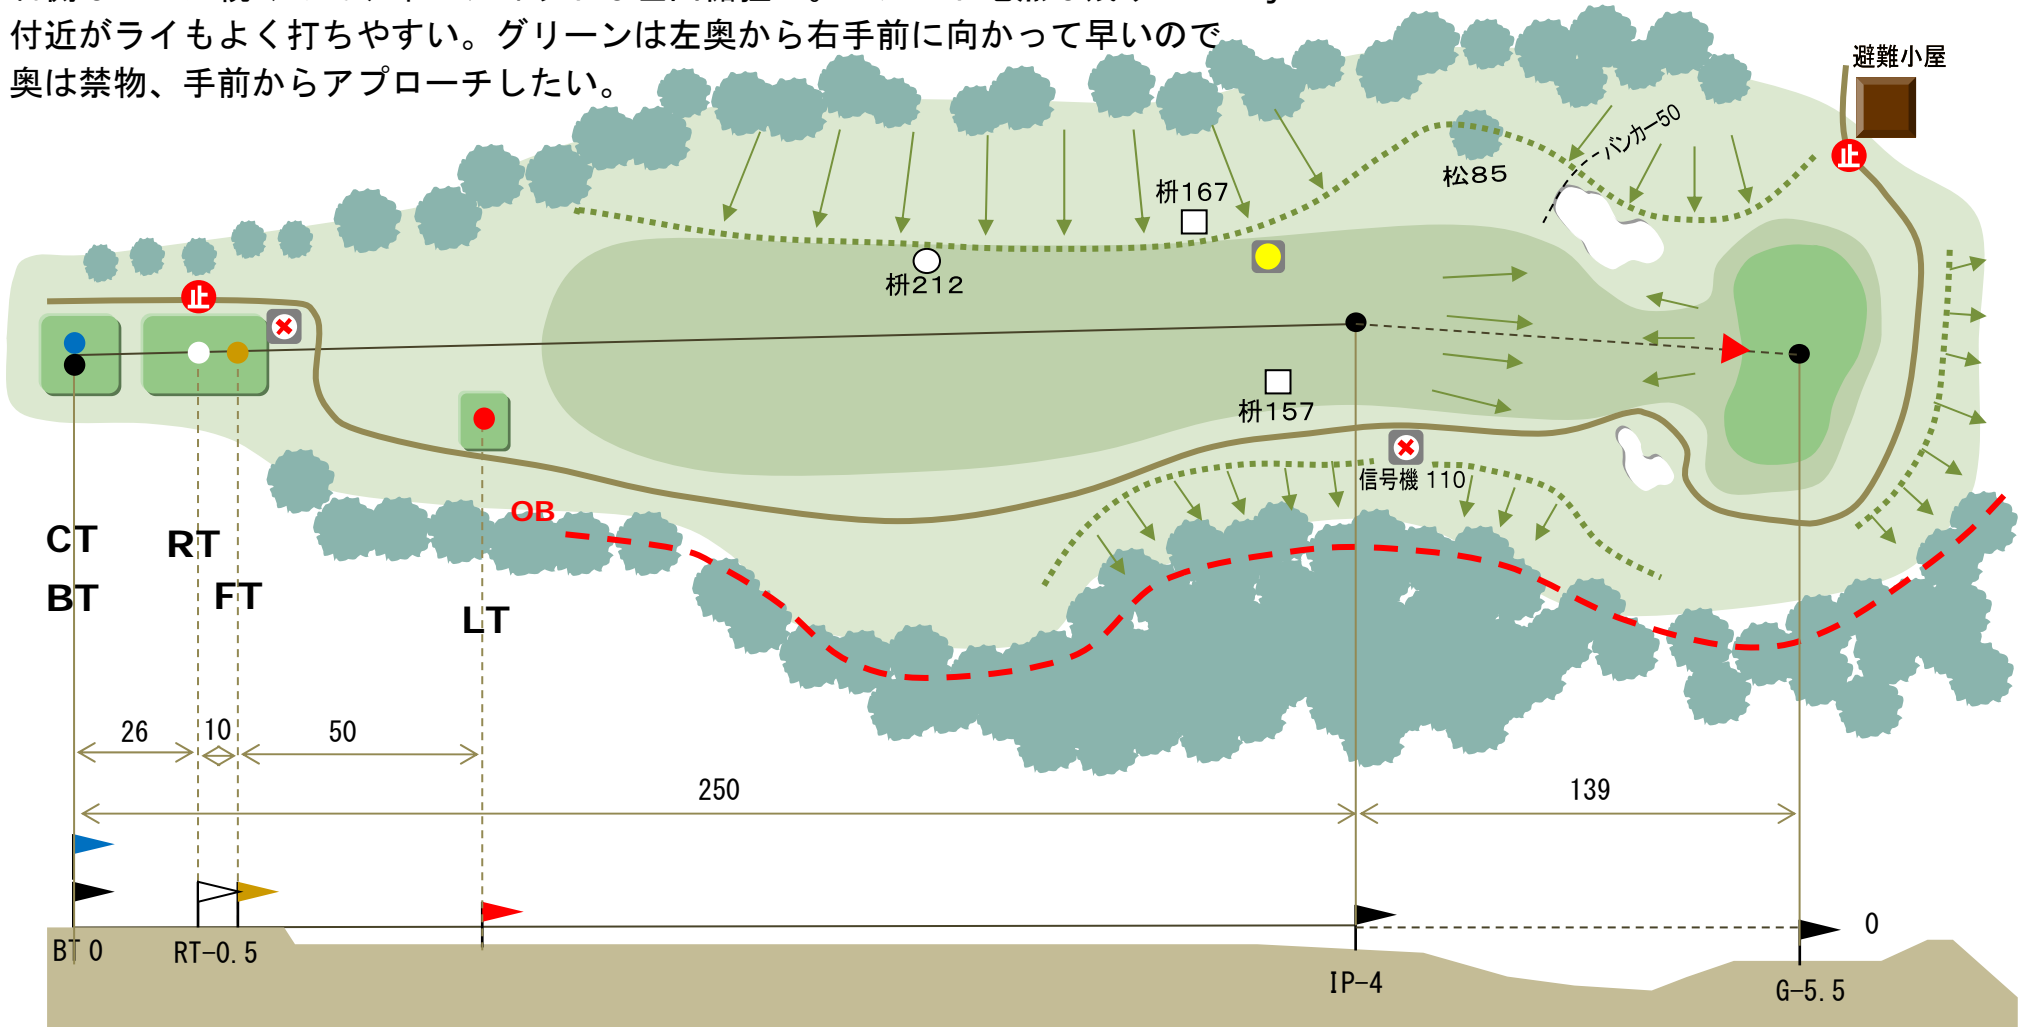 付近がライもよく打ちやすい。グリーンは左奥から右手前に向かって早いので
奥は禁物、手前からアプローチしたい。
避難小屋
止
バンカー50
松85
枡167
枡212
止
枡157
信号機 110
OB
CT
BT
RT
FT
LT
26
10
50
250
139
0
BT 0
RT-0.5
IP-4
G-5.5